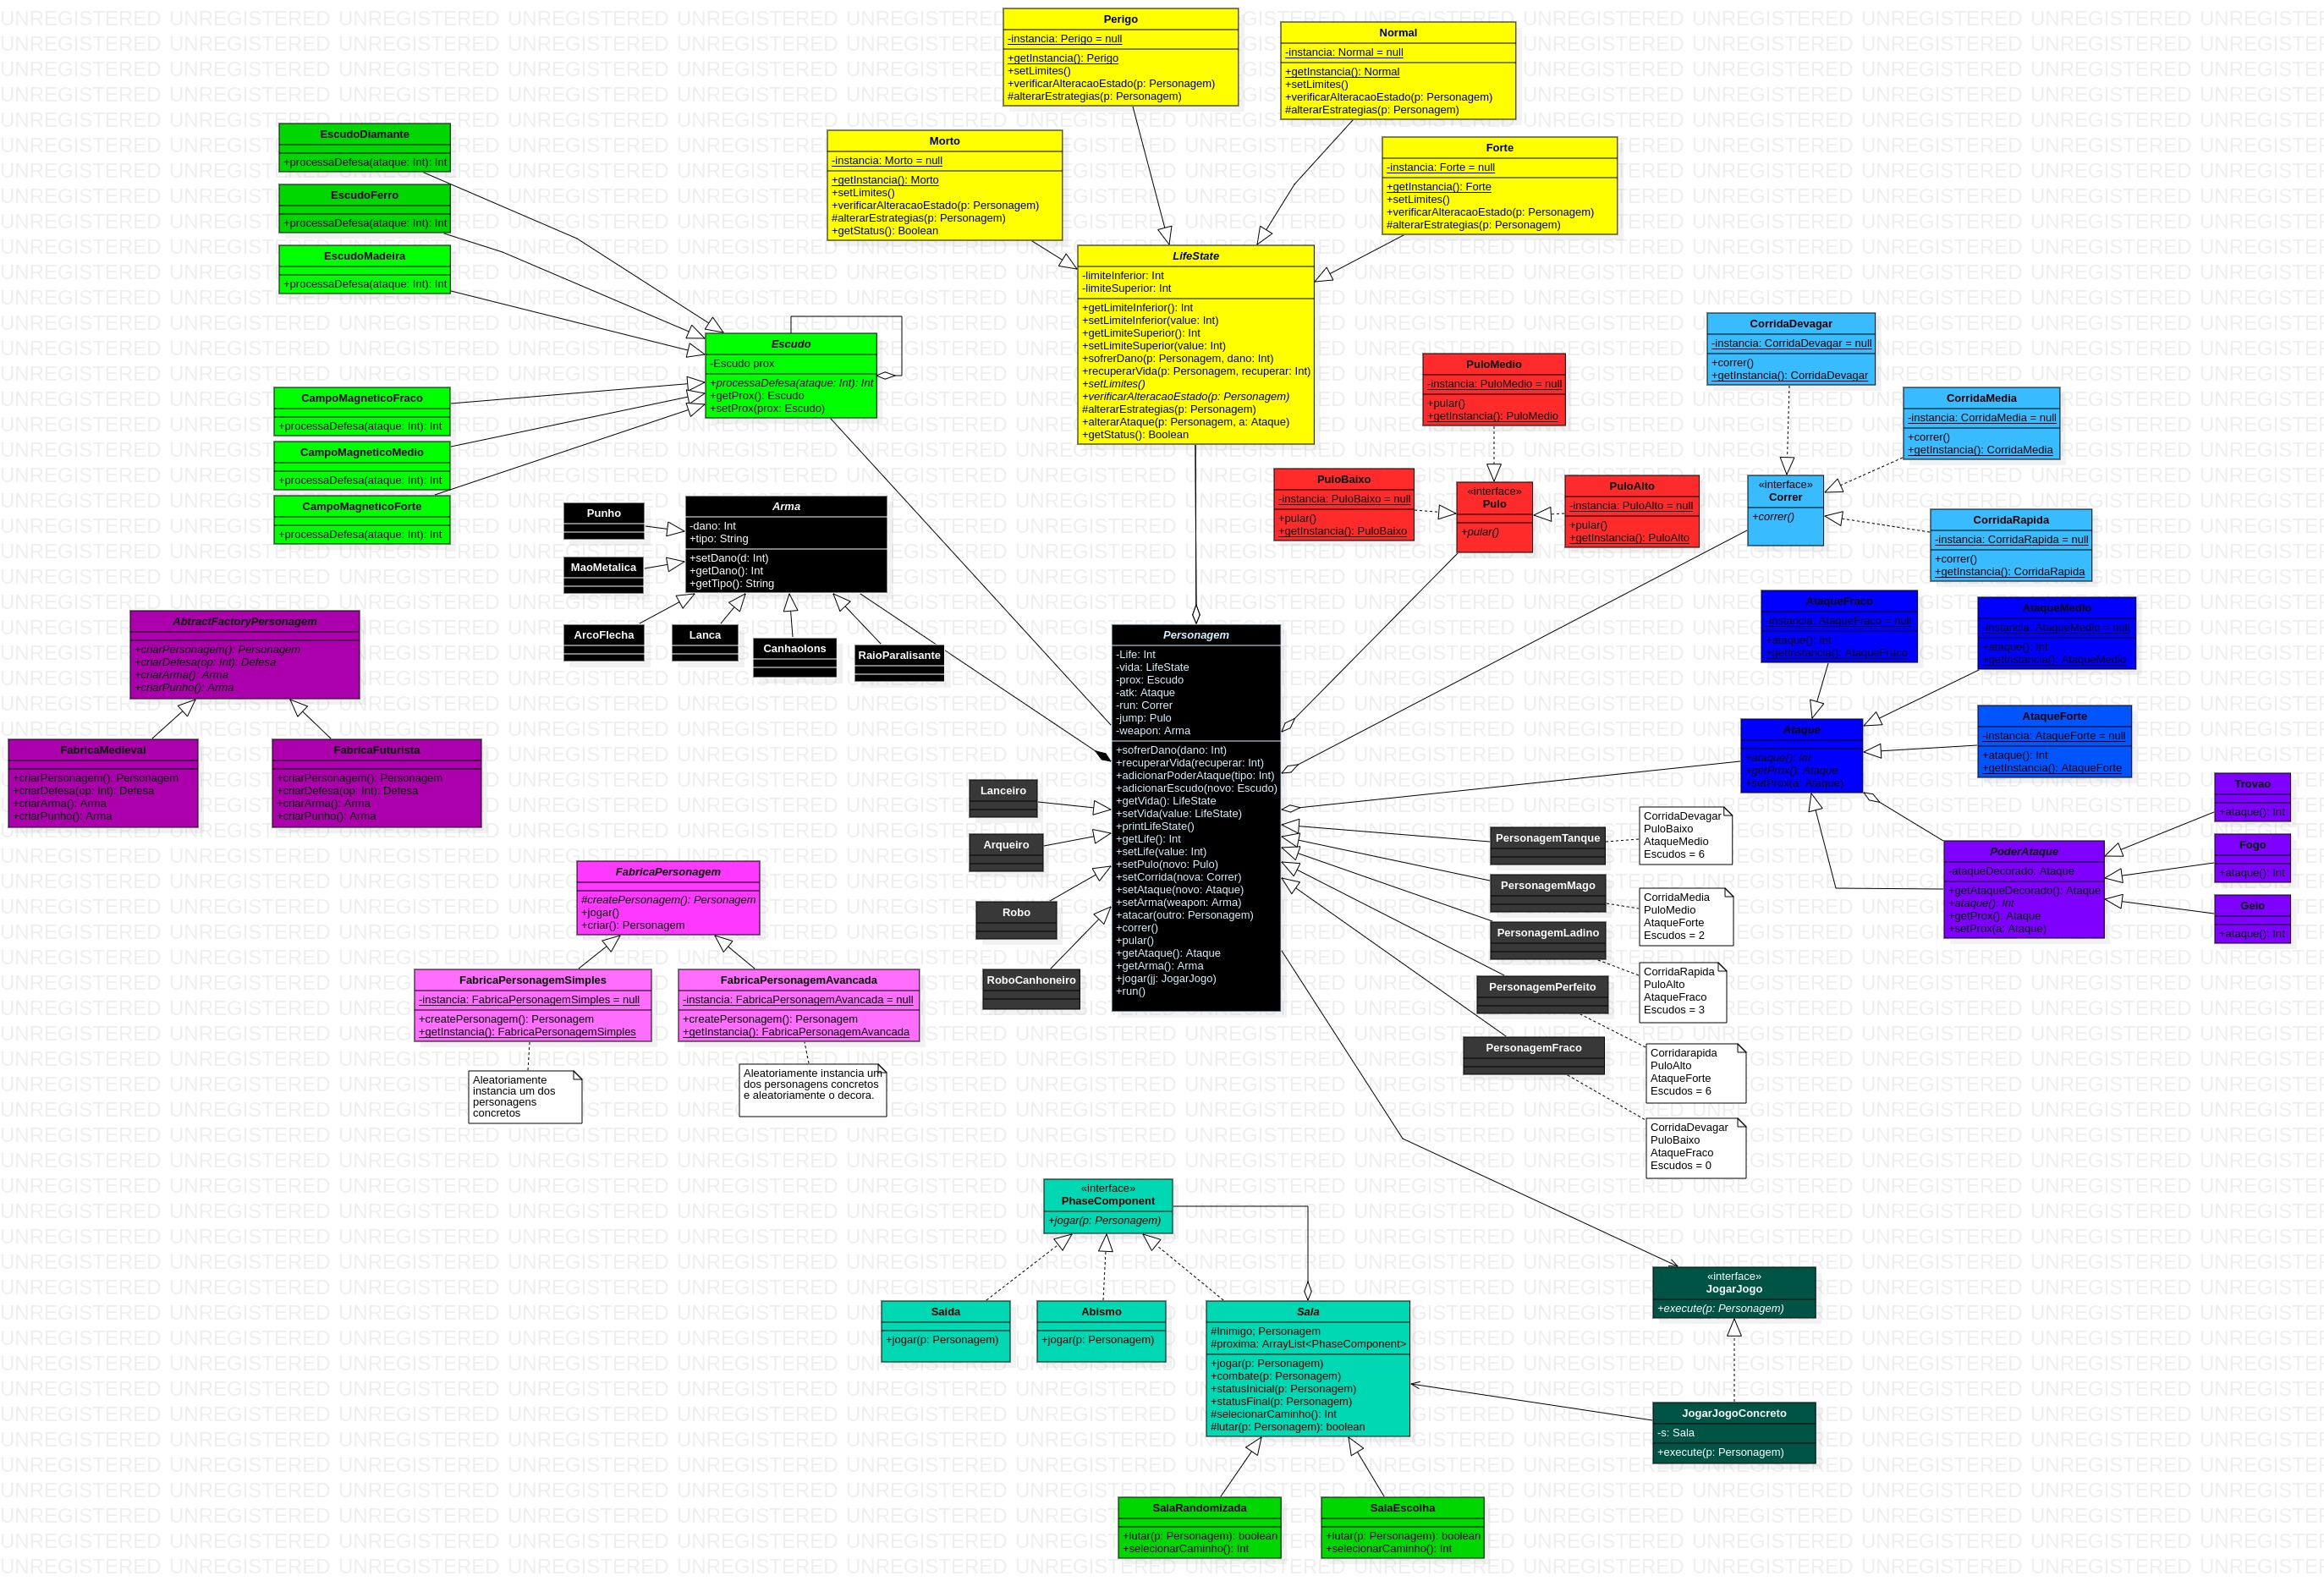 Perigo
-instancia: Perigo = null
+getInstancia(): Perigo
+setLimites()
+verificarAlteracaoEstado(p: Personagem)
#alterarEstrategias(p: Personagem)
Normal
-instancia: Normal = null
+getInstancia(): Normal
+setLimites()
+verificarAlteracaoEstado(p: Personagem)
#alterarEstrategias(p: Personagem)
Morto
-instancia: Morto = null
+getInstancia(): Morto
+setLimites()
+verificarAlteracaoEstado(p: Personagem)
#alterarEstrategias(p: Personagem)
+getStatus(): Boolean
Forte
-instancia: Forte = null
+getInstancia(): Forte
+setLimites()
+verificarAlteracaoEstado(p: Personagem)
#alterarEstrategias(p: Personagem)
EscudoDiamante
+processaDefesa(ataque: Int): Int
EscudoFerro
+processaDefesa(ataque: Int): Int
EscudoMadeira
+processaDefesa(ataque: Int): Int
LifeState
-limiteInferior: Int
-limiteSuperior: Int
+getLimiteInferior(): Int
+setLimiteInferior(value: Int)
+getLimiteSuperior(): Int
+setLimiteSuperior(value: Int)
+sofrerDano(p: Personagem, dano: Int)
+recuperarVida(p: Personagem, recuperar: Int)
+setLimites()
+verificarAlteracaoEstado(p: Personagem)
#alterarEstrategias(p: Personagem)
+alterarAtaque(p: Personagem, a: Ataque)
+getStatus(): Boolean
Escudo
-Escudo prox
+processaDefesa(ataque: Int): Int
+getProx(): Escudo
+setProx(prox: Escudo)
CampoMagneticoFraco
+processaDefesa(ataque: Int): Int
CampoMagneticoMedio
+processaDefesa(ataque: Int): Int
CampoMagneticoForte
+processaDefesa(ataque: Int): Int
PuloMedio
-instancia: PuloMedio = null
+pular()
+getInstancia(): PuloMedio
PuloBaixo
-instancia: PuloBaixo = null
+pular()
+getInstancia(): PuloBaixo
«interface»
Pulo
+pular()
PuloAlto
-instancia: PuloAlto = null
+pular()
+getInstancia(): PuloAlto
CorridaDevagar
-instancia: CorridaDevagar = null
+correr()
+getInstancia(): CorridaDevagar
CorridaMedia
-instancia: CorridaMedia = null
+correr()
+getInstancia(): CorridaMedia
«interface»
Correr
+correr()
CorridaRapida
-instancia: CorridaRapida = null
+correr()
+getInstancia(): CorridaRapida
Punho
MaoMetalica
Arma
-dano: Int
+tipo: String
+setDano(d: Int)
+getDano(): Int
+getTipo(): String
ArcoFlecha
Lanca
CanhaoIons
RaioParalisante
AbtractFactoryPersonagem
+criarPersonagem(): Personagem
+criarDefesa(op: Int): Defesa
+criarArma(): Arma
+criarPunho(): Arma
FabricaMedieval
+criarPersonagem(): Personagem
+criarDefesa(op: Int): Defesa
+criarArma(): Arma
+criarPunho(): Arma
FabricaFuturista
+criarPersonagem(): Personagem
+criarDefesa(op: Int): Defesa
+criarArma(): Arma
+criarPunho(): Arma
Personagem
-Life: Int
-vida: LifeState
-prox: Escudo
-atk: Ataque
-run: Correr
-jump: Pulo
-weapon: Arma
+sofrerDano(dano: Int)
+recuperarVida(recuperar: Int)
+adicionarPoderAtaque(tipo: Int)
+adicionarEscudo(novo: Escudo)
+getVida(): LifeState
+setVida(value: LifeState)
+printLifeState()
+getLife(): Int
+setLife(value: Int)
+setPulo(novo: Pulo)
+setCorrida(nova: Correr)
+setAtaque(novo: Ataque)
+setArma(weapon: Arma)
+atacar(outro: Personagem)
+correr()
+pular()
+getAtaque(): Ataque
+getArma(): Arma
+jogar(jj: JogarJogo)
+run()
AtaqueFraco
-instancia: AtaqueFraco = null
+ataque(): Int
+getInstancia(): AtaqueFraco
AtaqueMedio
-instancia: AtaqueMedio = null
+ataque(): Int
+getInstancia(): AtaqueMedio
Ataque
+ataque(): Int
+getProx(): Ataque
+setProx(a: Ataque)
AtaqueForte
-instancia: AtaqueForte = null
+ataque(): Int
+getInstancia(): AtaqueForte
Trovao
+ataque(): Int
Fogo
+ataque(): Int
Gelo
+ataque(): Int
PoderAtaque
-ataqueDecorado: Ataque
+getAtaqueDecorado(): Ataque
+ataque(): Int
+getProx(): Ataque
+setProx(a: Ataque)
Lanceiro
Arqueiro
Robo
RoboCanhoneiro
PersonagemTanque
CorridaDevagar
PuloBaixo
AtaqueMedio
Escudos = 6
PersonagemMago
CorridaMedia
PuloMedio
AtaqueForte
Escudos = 2
PersonagemLadino
CorridaRapida
PuloAlto
AtaqueFraco
Escudos = 3
PersonagemPerfeito
Corridarapida
PuloAlto
AtaqueForte
Escudos = 6
PersonagemFraco
CorridaDevagar
PuloBaixo
AtaqueFraco
Escudos = 0
FabricaPersonagem
#createPersonagem(): Personagem
+jogar()
+criar(): Personagem
FabricaPersonagemSimples
-instancia: FabricaPersonagemSimples = null
+createPersonagem(): Personagem
+getInstancia(): FabricaPersonagemSimples
FabricaPersonagemAvancada
-instancia: FabricaPersonagemAvancada = null
+createPersonagem(): Personagem
+getInstancia(): FabricaPersonagemAvancada
Aleatoriamente
instancia um dos
personagens
concretos
Aleatoriamente instancia um
dos personagens concretos
e aleatoriamente o decora.
«interface»
PhaseComponent
+jogar(p: Personagem)
Saida
+jogar(p: Personagem)
Abismo
+jogar(p: Personagem)
Sala
#Inimigo; Personagem
#proxima: ArrayList<PhaseComponent>
+jogar(p: Personagem)
+combate(p: Personagem)
+statusInicial(p: Personagem)
+statusFinal(p: Personagem)
#selecionarCaminho(): Int
#lutar(p: Personagem): boolean
«interface»
JogarJogo
+execute(p: Personagem)
JogarJogoConcreto
-s: Sala
+execute(p: Personagem)
SalaRandomizada
+lutar(p: Personagem): boolean
+selecionarCaminho(): Int
SalaEscolha
+lutar(p: Personagem): boolean
+selecionarCaminho(): Int
UNREGISTERED